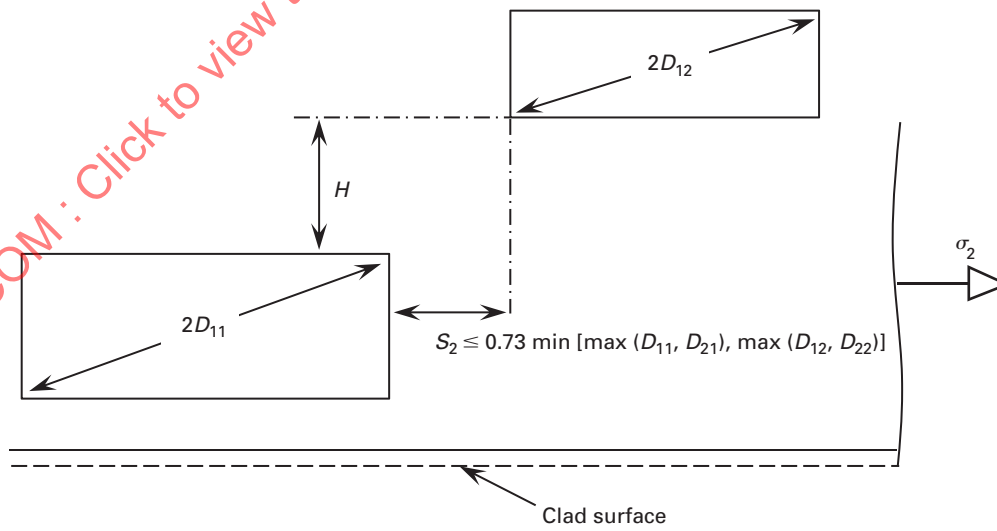 2D₁₂
H
σ₂
2D₁₁
S₂ ≤ 0.73 min [max (D₁₁, D₂₁), max (D₁₂, D₂₂)]
Clad surface
COM : Click to view t